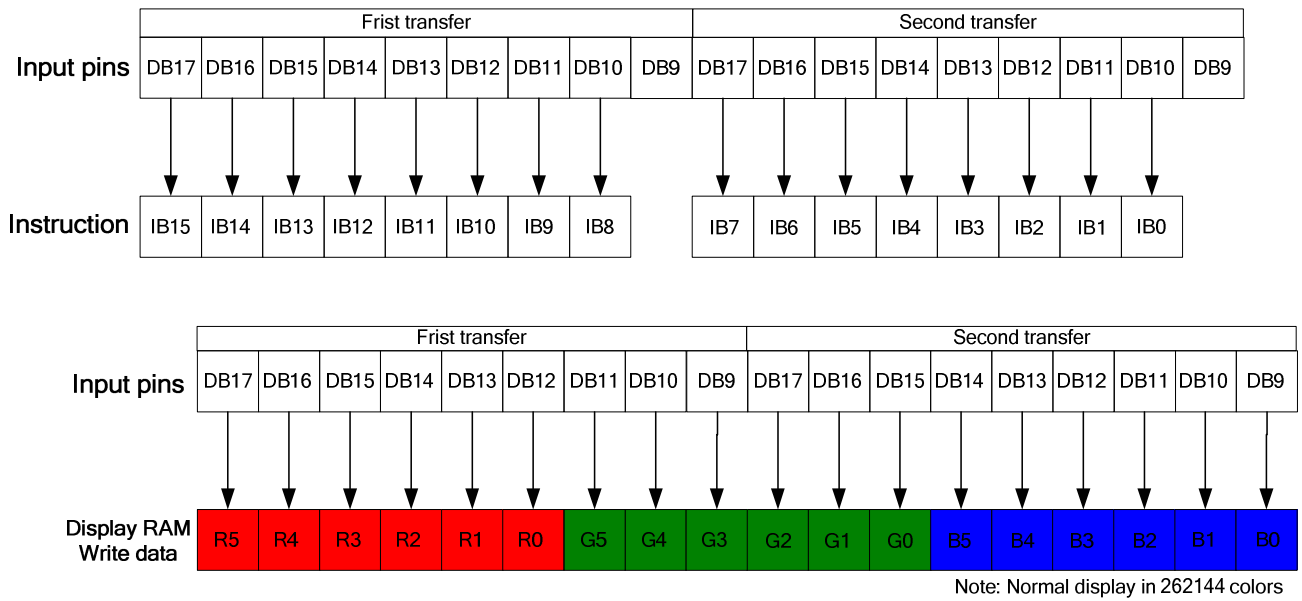 Frist transfer Second transfer
Input pins DB17 DB16 DB15 DB14 DB13 DB12 DB11 DB10 DB9 DB17 DB16 DB15 DB14 DB13 DB12 DB11 DB10 DB9
Instruction IB15 IB14 IB13 IB12 IB11 IB10 IB9 IB8 IB7 IB6 IB5 IB4 IB3 IB2 IB1 IB0
Frist transfer Second transfer
Input pins DB17 DB16 DB15 DB14 DB13 DB12 DB11 DB10 DB9 DB17 DB16 DB15 DB14 DB13 DB12 DB11 DB10 DB9
Display RAM
Write data
R5 R4 R3 R2 R1 R0 G5 G4 G3 G2 G1 G0 B5 B4 B3 B2 B1 B0
Note: Normal display in 262144 colors